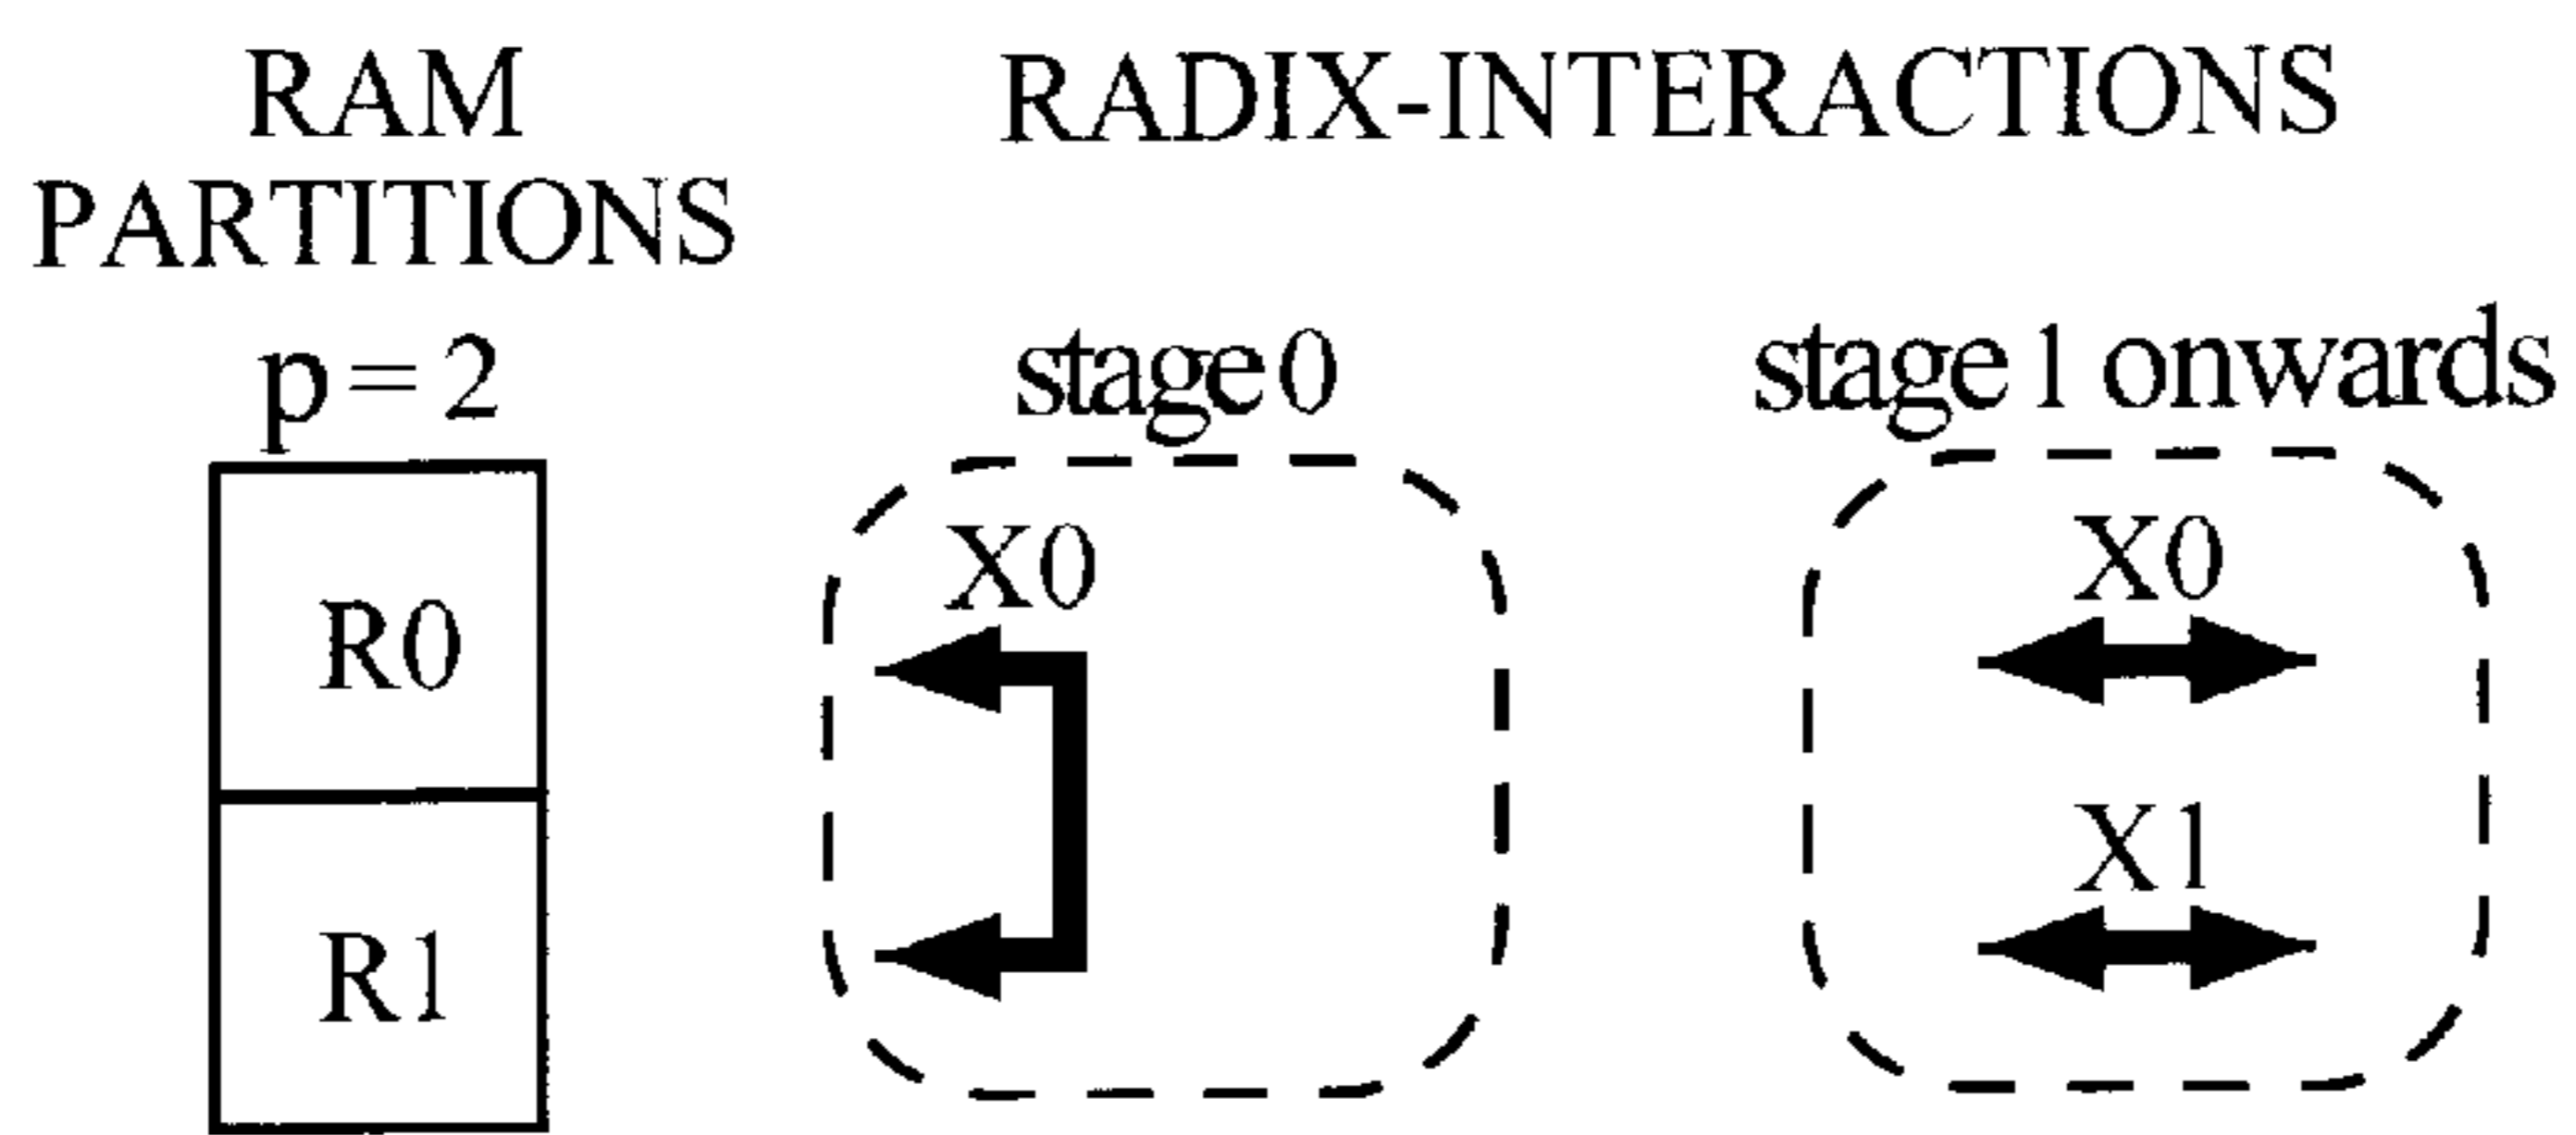 RAM
PARTITIONS
RADIX-INTERACTIONS
p = 2
stage 0
stage 1 onwards
R0
R1
X0
X0
X1